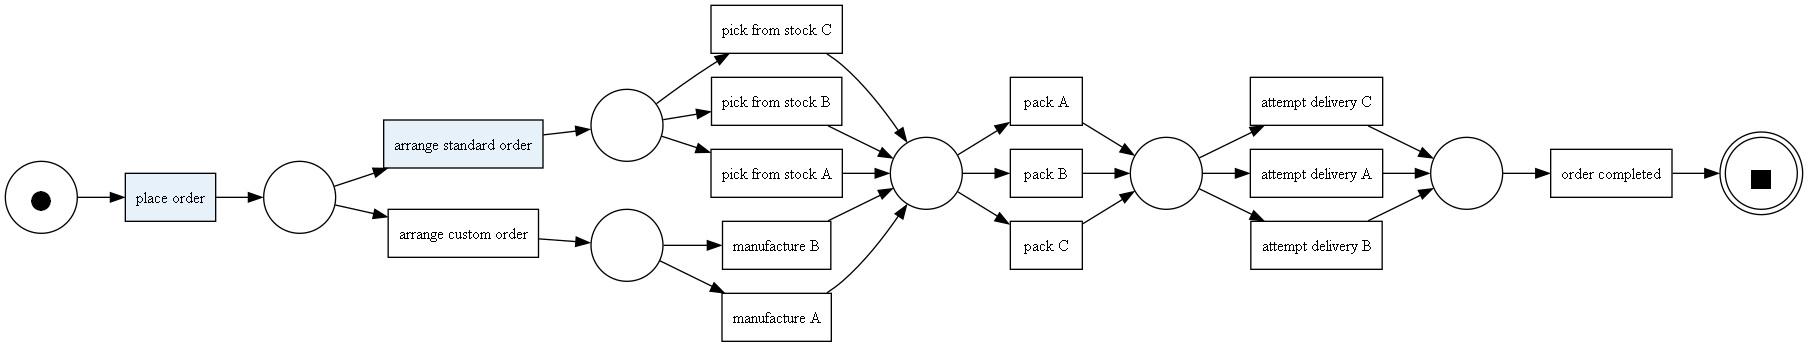 place order
arrange standard order
arrange custom order
pick from stock C
pick from stock B
pick from stock A
manufacture B
manufacture A
pack A
pack B
pack C
attempt delivery C
attempt delivery A
attempt delivery B
order completed